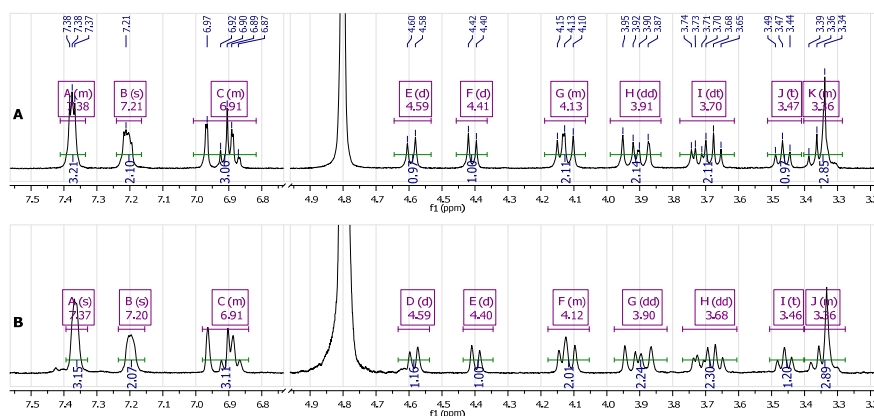 7.38 7.38 7.37 7.21 6.97 6.92 6.90 6.89 6.87 4.60 4.58 4.42 4.40 4.15 4.13 4.10 3.95 3.92 3.90 3.87 3.74 3.73 3.71 3.70 3.68 3.65 3.49 3.47 3.44 3.39 3.36 3.34
A (m) B (s) C (m) E (d) F (d) G (m) H (dd) I (dt) J (t) K (m)
7.38 7.21 6.91 4.59 4.41 4.13 3.91 3.70 3.47 3.36
A
3.21 2.10 3.06 0.97 1.00 2.11 2.14 2.11 0.97 2.85
7.5 7.4 7.3 7.2 7.1 7.0 6.9 6.8 4.9 4.8 4.7 4.6 4.5 4.4 4.3 4.2 4.1 4.0 3.9 3.8 3.7 3.6 3.5 3.4 3.3 3.2
f1 (ppm)
A (s) B (s) C (m) D (d) E (d) F (m) G (dd) H (dd) I (t) J (m)
7.37 7.20 6.91 4.59 4.40 4.12 3.90 3.68 3.46 3.36
B
3.15 2.07 3.11 1.16 1.00 2.01 2.24 2.30 1.20 2.89
7.5 7.4 7.3 7.2 7.1 7.0 6.9 6.8 4.9 4.8 4.7 4.6 4.5 4.4 4.3 4.2 4.1 4.0 3.9 3.8 3.7 3.6 3.5 3.4 3.3 3.2
f1 (ppm)